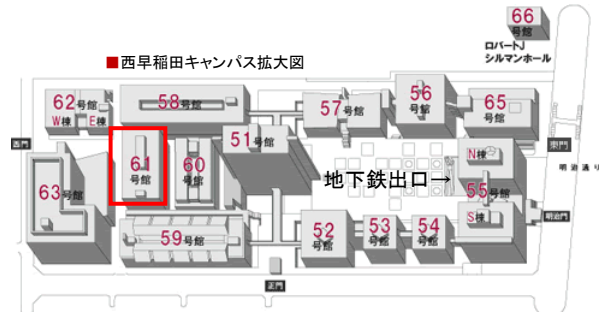 66
号館
ロバートJ
シルマンホール
■西早稲田キャンパス拡大図
62号館
W棟 E棟
58号館
57号館
56
号館
65
号館
51
号館
西門
61
号館
60
号館
N棟
東門
明治通り
地下鉄出口→
63号館
55
号館
S棟
明治門
59号館
52
号館
53
号館
54
号館
正門